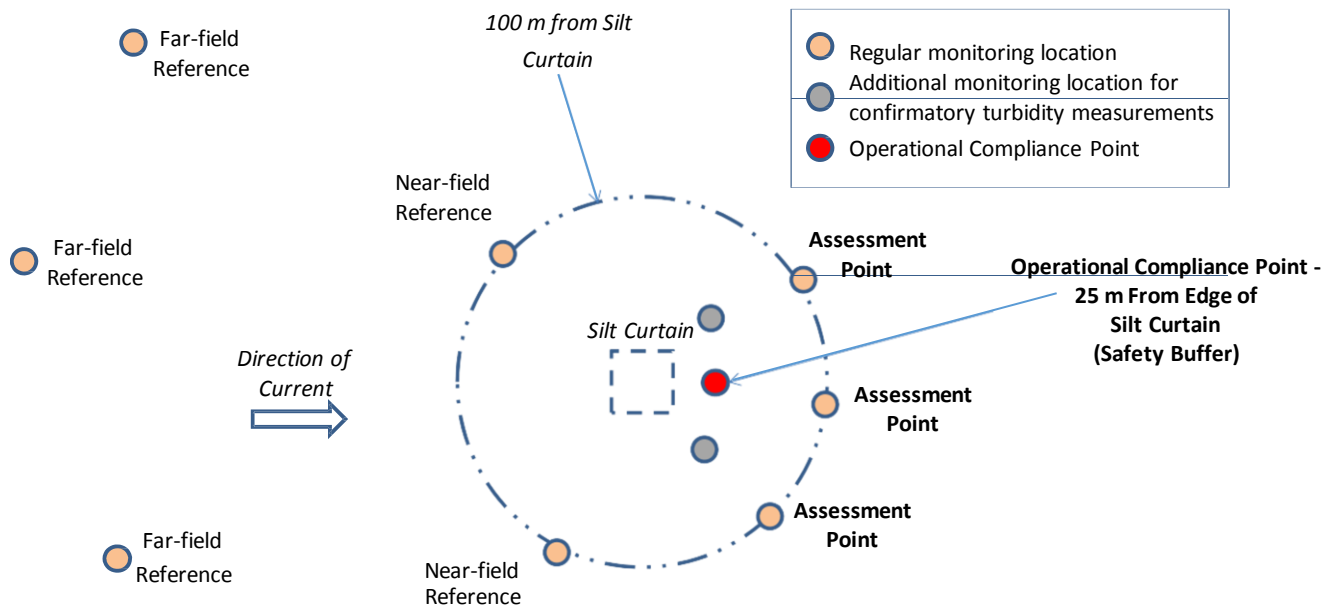 Far-field
Reference
100 m from Silt
Curtain
Regular monitoring location
Additional monitoring location for
confirmatory turbidity measurements
Operational Compliance Point
Near-field
Reference
Far-field
Reference
Assessment
Point
Operational Compliance Point -
25 m From Edge of
Silt Curtain
(Safety Buffer)
Silt Curtain
Direction of
Current
Assessment
Point
Assessment
Point
Far-field
Reference
Near-field
Reference